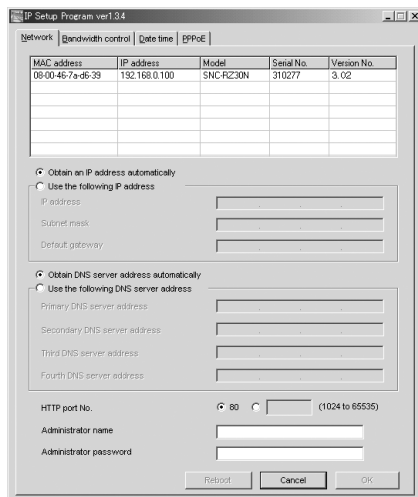 IP Setup Program ver1.3.4
Network Bandwidth control Date time PPPoE
MAC address IP address Model Serial No. Version No.
08-00-46-7a-d6-39 192.168.0.100 SNC-RZ30N 310277 3.02
Obtain an IP address automatically
Use the following IP address
IP address
Subnet mask
Default gateway
Obtain DNS server address automatically
Use the following DNS server address
Primary DNS server address
Secondary DNS server address
Third DNS server address
Fourth DNS server address
HTTP port No. 80 (1024 to 65535)
Administrator name
Administrator password
Reboot Cancel OK